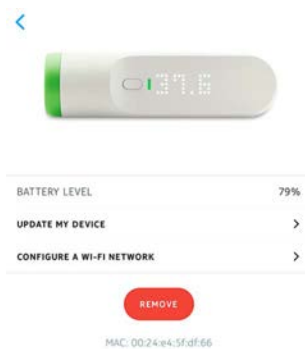 37.6
BATTERY LEVEL 79%
UPDATE MY DEVICE >
CONFIGURE A WI-FI NETWORK >
REMOVE
MAC: 00:24:e4:5f:df:66